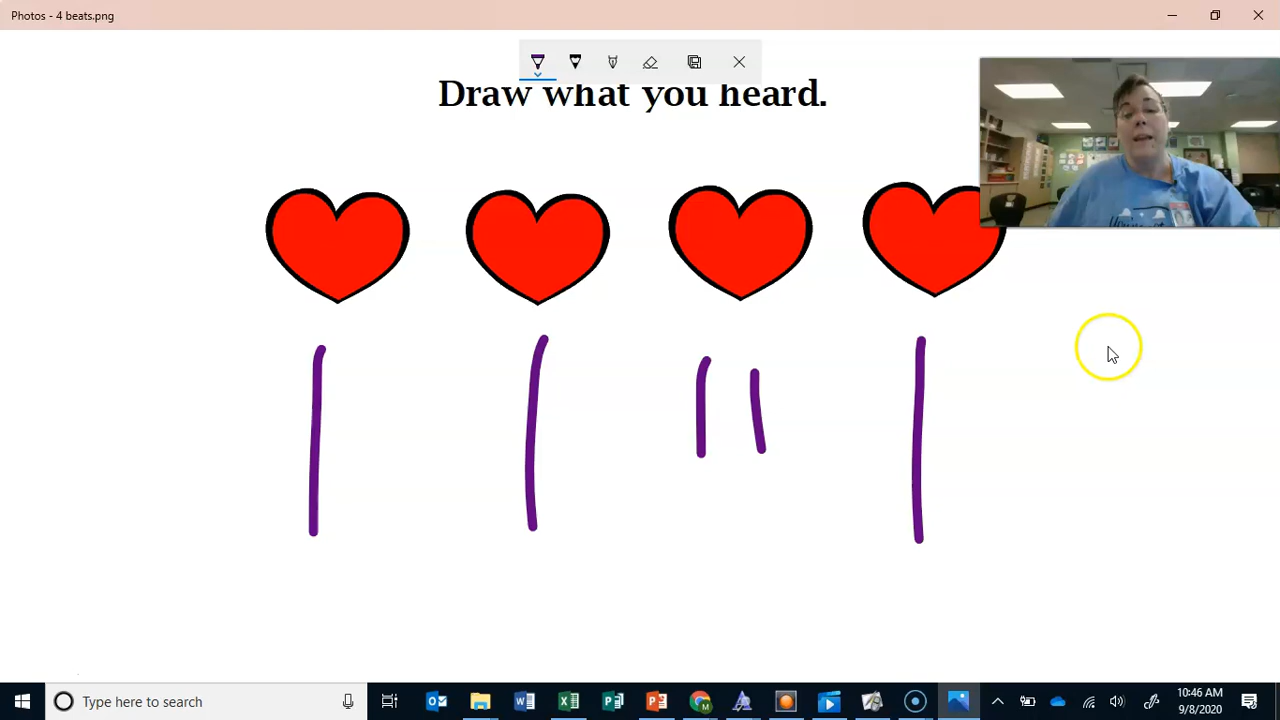 Photos - 4 beats.png
Draw what you heard.
Type here to search
10:46 AM
9/8/2020